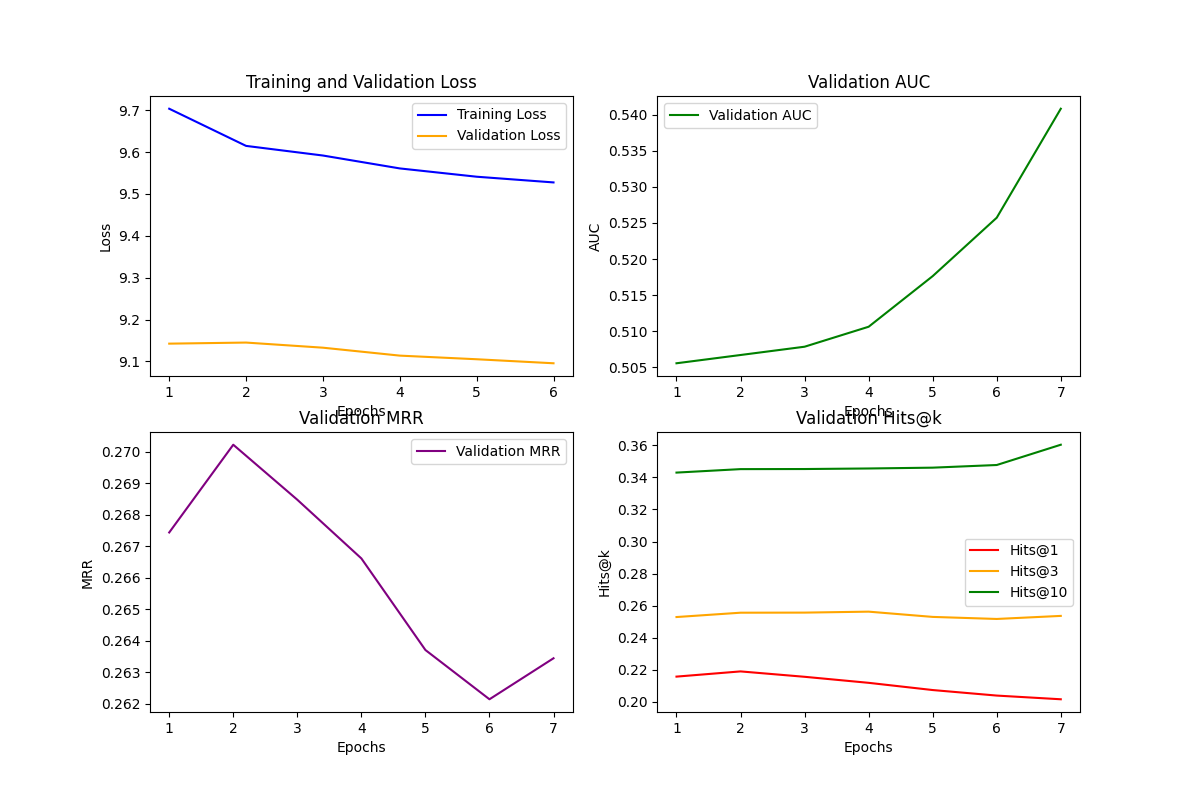 Training and Validation Loss
Training Loss
Validation Loss
9.7
9.6
9.5
9.4
9.3
9.2
9.1
Loss
1 2 3 4 5 6
Epochs
Validation AUC
Validation AUC
0.540
0.535
0.530
0.525
0.520
0.515
0.510
0.505
AUC
1 2 3 4 5 6 7
Epochs
Validation MRR
Validation MRR
0.270
0.269
0.268
0.267
0.266
0.265
0.264
0.263
0.262
MRR
1 2 3 4 5 6 7
Epochs
Validation Hits@k
0.36
0.34
0.32
0.30
0.28
0.26
0.24
0.22
0.20
Hits@k
Hits@1
Hits@3
Hits@10
1 2 3 4 5 6 7
Epochs